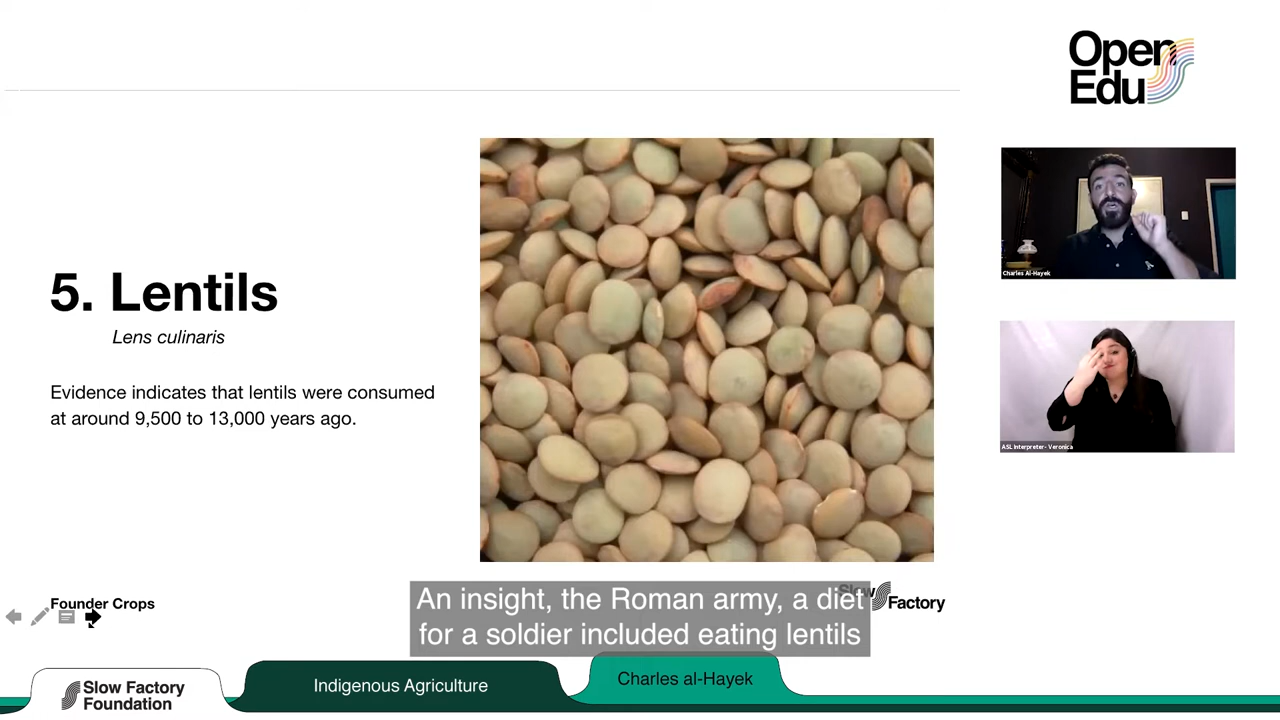 Open
Edu
5. Lentils
Lens culinaris
Evidence indicates that lentils were consumed
at around 9,500 to 13,000 years ago.
Charles Al-Hayek
ASL Interpreter- Veronica
Founder Crops
Slow
Factory
An insight, the Roman army, a diet
for a soldier included eating lentils
Slow Factory
Foundation
Indigenous Agriculture
Charles al-Hayek